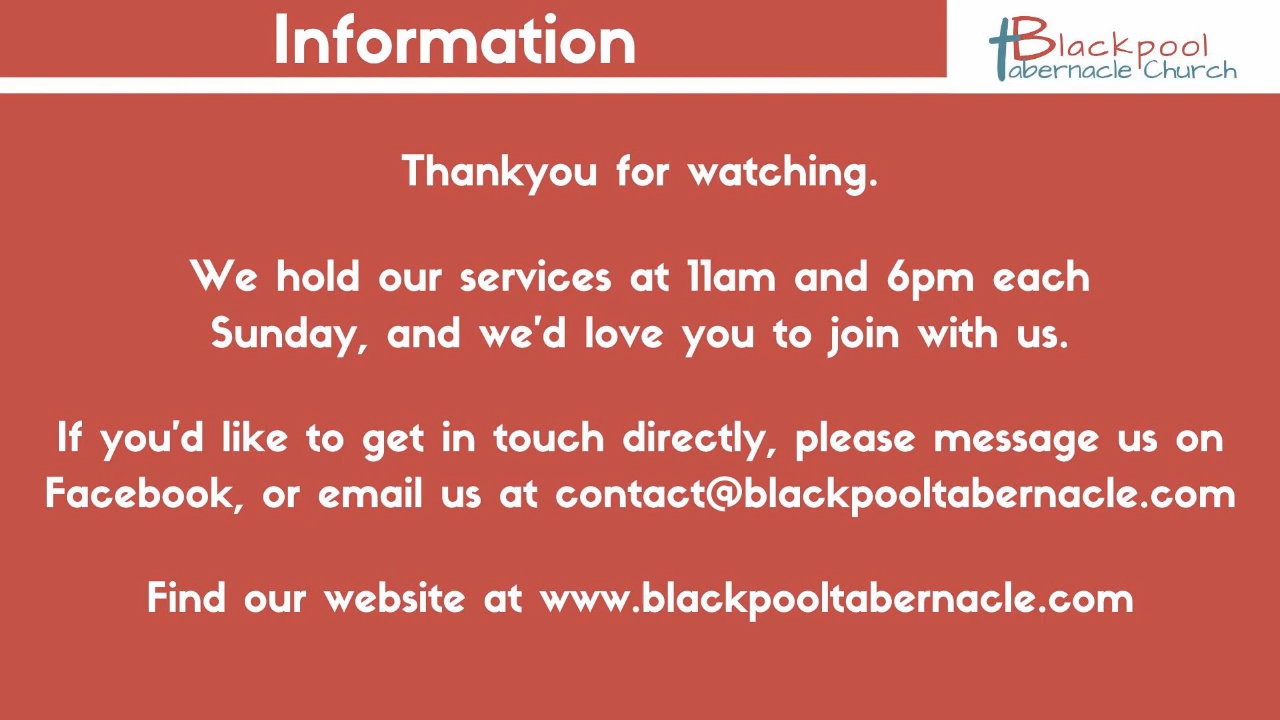 Information
Blackpool
Tabernacle Church
Thankyou for watching.
We hold our services at 11am and 6pm each
Sunday, and we'd love you to join with us.
If you'd like to get in touch directly, please message us on
Facebook, or email us at contact@blackpooltabernacle.com
Find our website at www.blackpooltabernacle.com